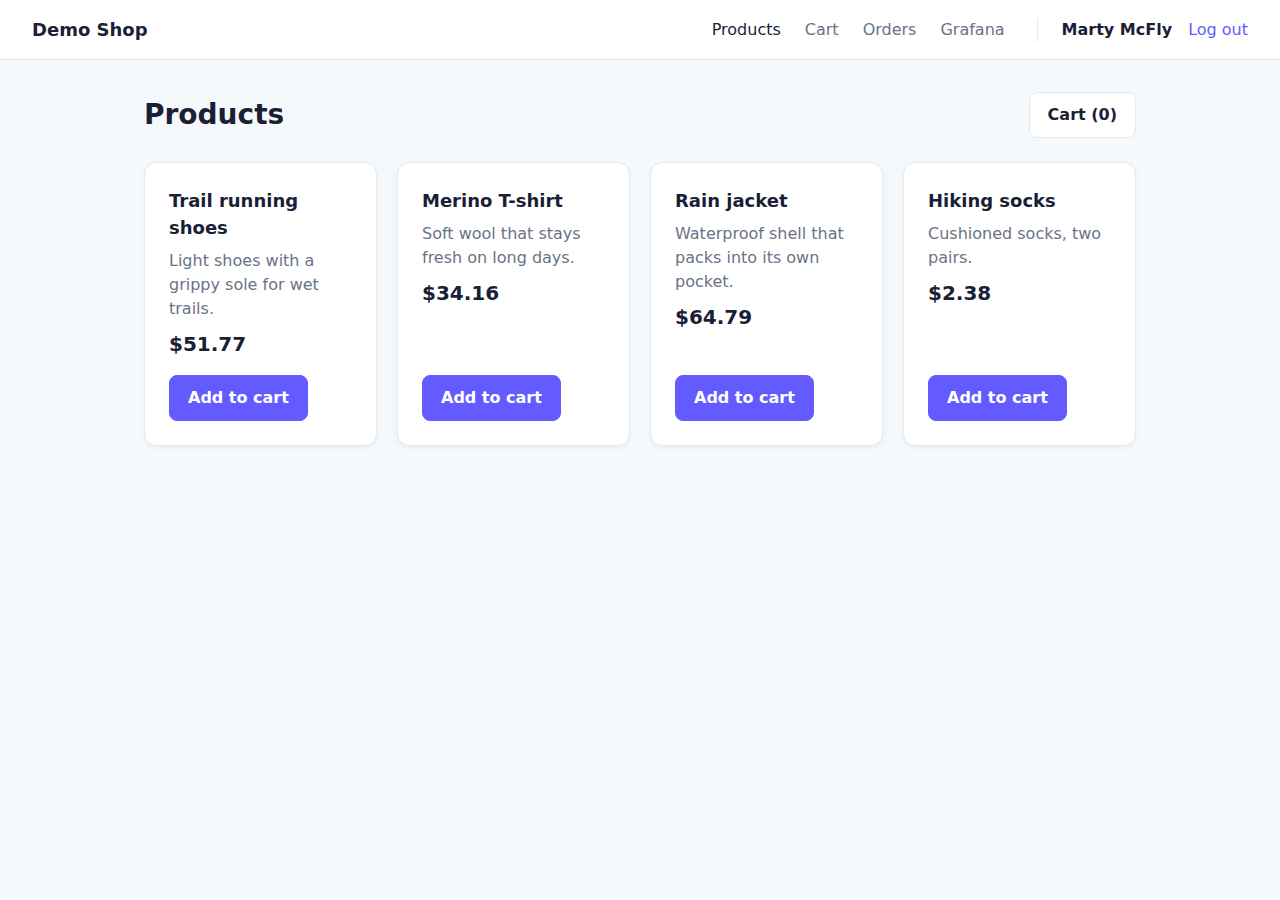 Demo Shop
Products
Cart
Orders
Grafana
Marty McFly
Log out
Products
Cart (0)
Trail running
shoes
Light shoes with a
grippy sole for wet
trails.
$51.77
Add to cart
Merino T-shirt
Soft wool that stays
fresh on long days.
$34.16
Add to cart
Rain jacket
Waterproof shell that
packs into its own
pocket.
$64.79
Add to cart
Hiking socks
Cushioned socks, two
pairs.
$2.38
Add to cart